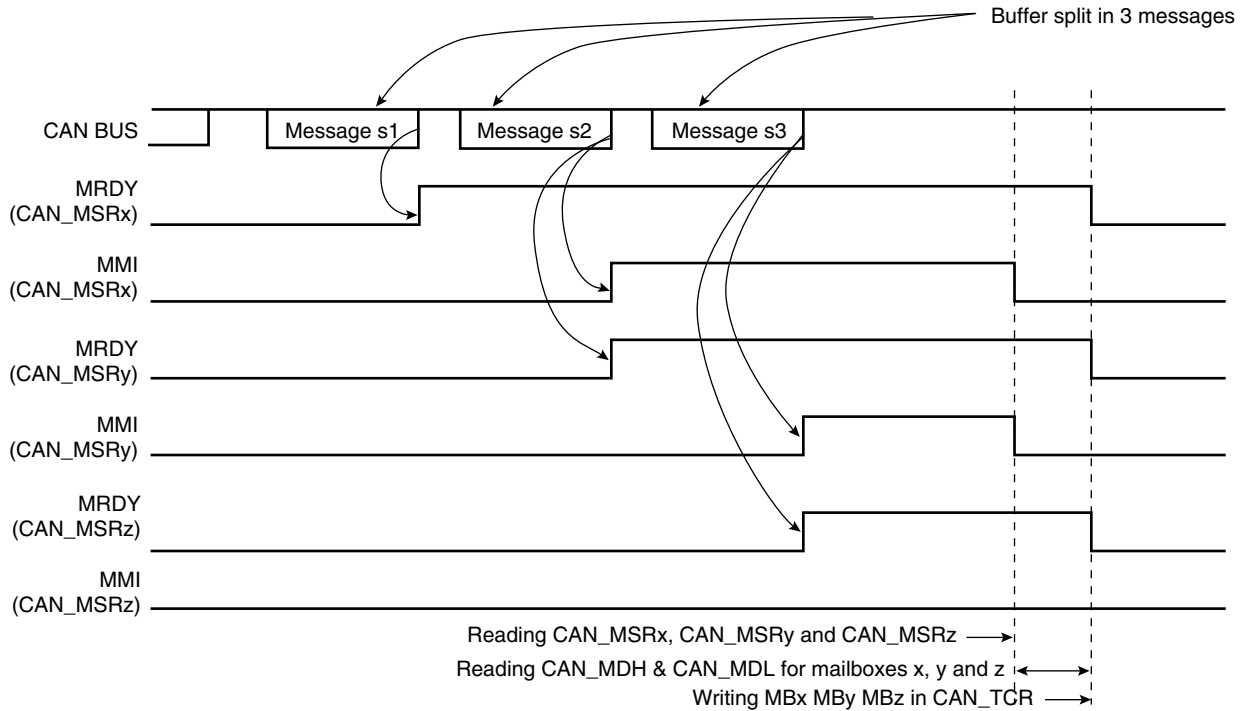 Buffer split in 3 messages
CAN BUS
Message s1
Message s2
Message s3
MRDY
(CAN_MSRx)
MMI
(CAN_MSRx)
MRDY
(CAN_MSRy)
MMI
(CAN_MSRy)
MRDY
(CAN_MSRz)
MMI
(CAN_MSRz)
Reading CAN_MSRx, CAN_MSRy and CAN_MSRz
Reading CAN_MDH & CAN_MDL for mailboxes x, y and z
Writing MBx MBy MBz in CAN_TCR